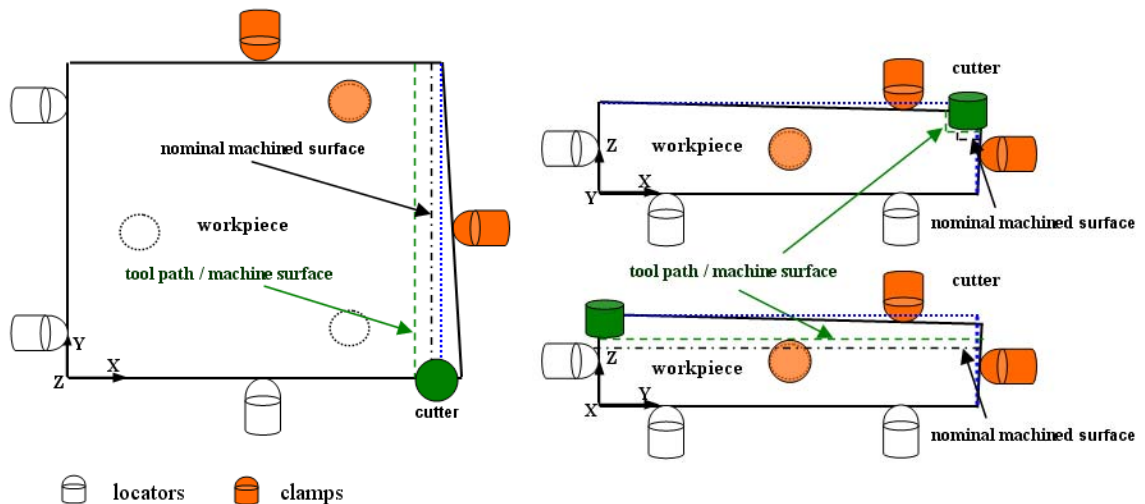 nominal machined surface
workpiece
tool path / machine surface
Y
Z
X
cutter
locators
clamps
cutter
workpiece
Z
Y
X
nominal machined surface
tool path / machine surface
cutter
Z
workpiece
Y
X
nominal machined surface